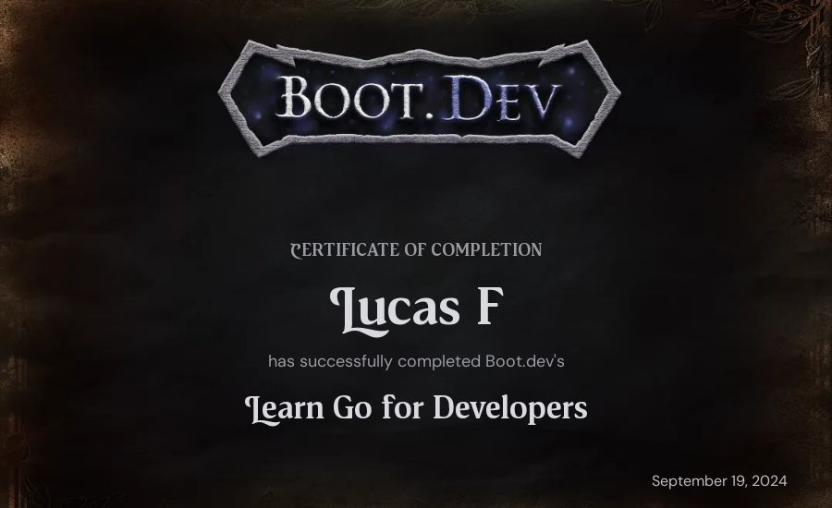 BOOT.DEV
CERTIFICATE OF COMPLETION
Lucas F
has successfully completed Boot.dev's
Learn Go for Developers
September 19, 2024